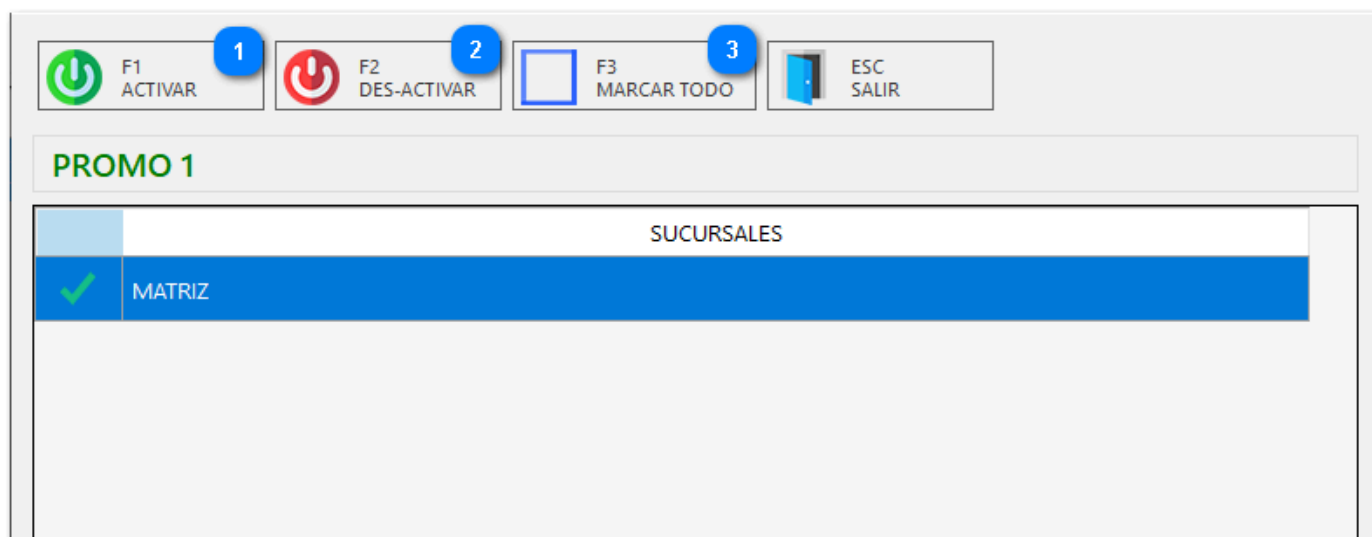 1
2
3
F1
ACTIVAR
F2
DES-ACTIVAR
F3
MARCAR TODO
ESC
SALIR
PROMO 1
SUCURSALES
MATRIZ